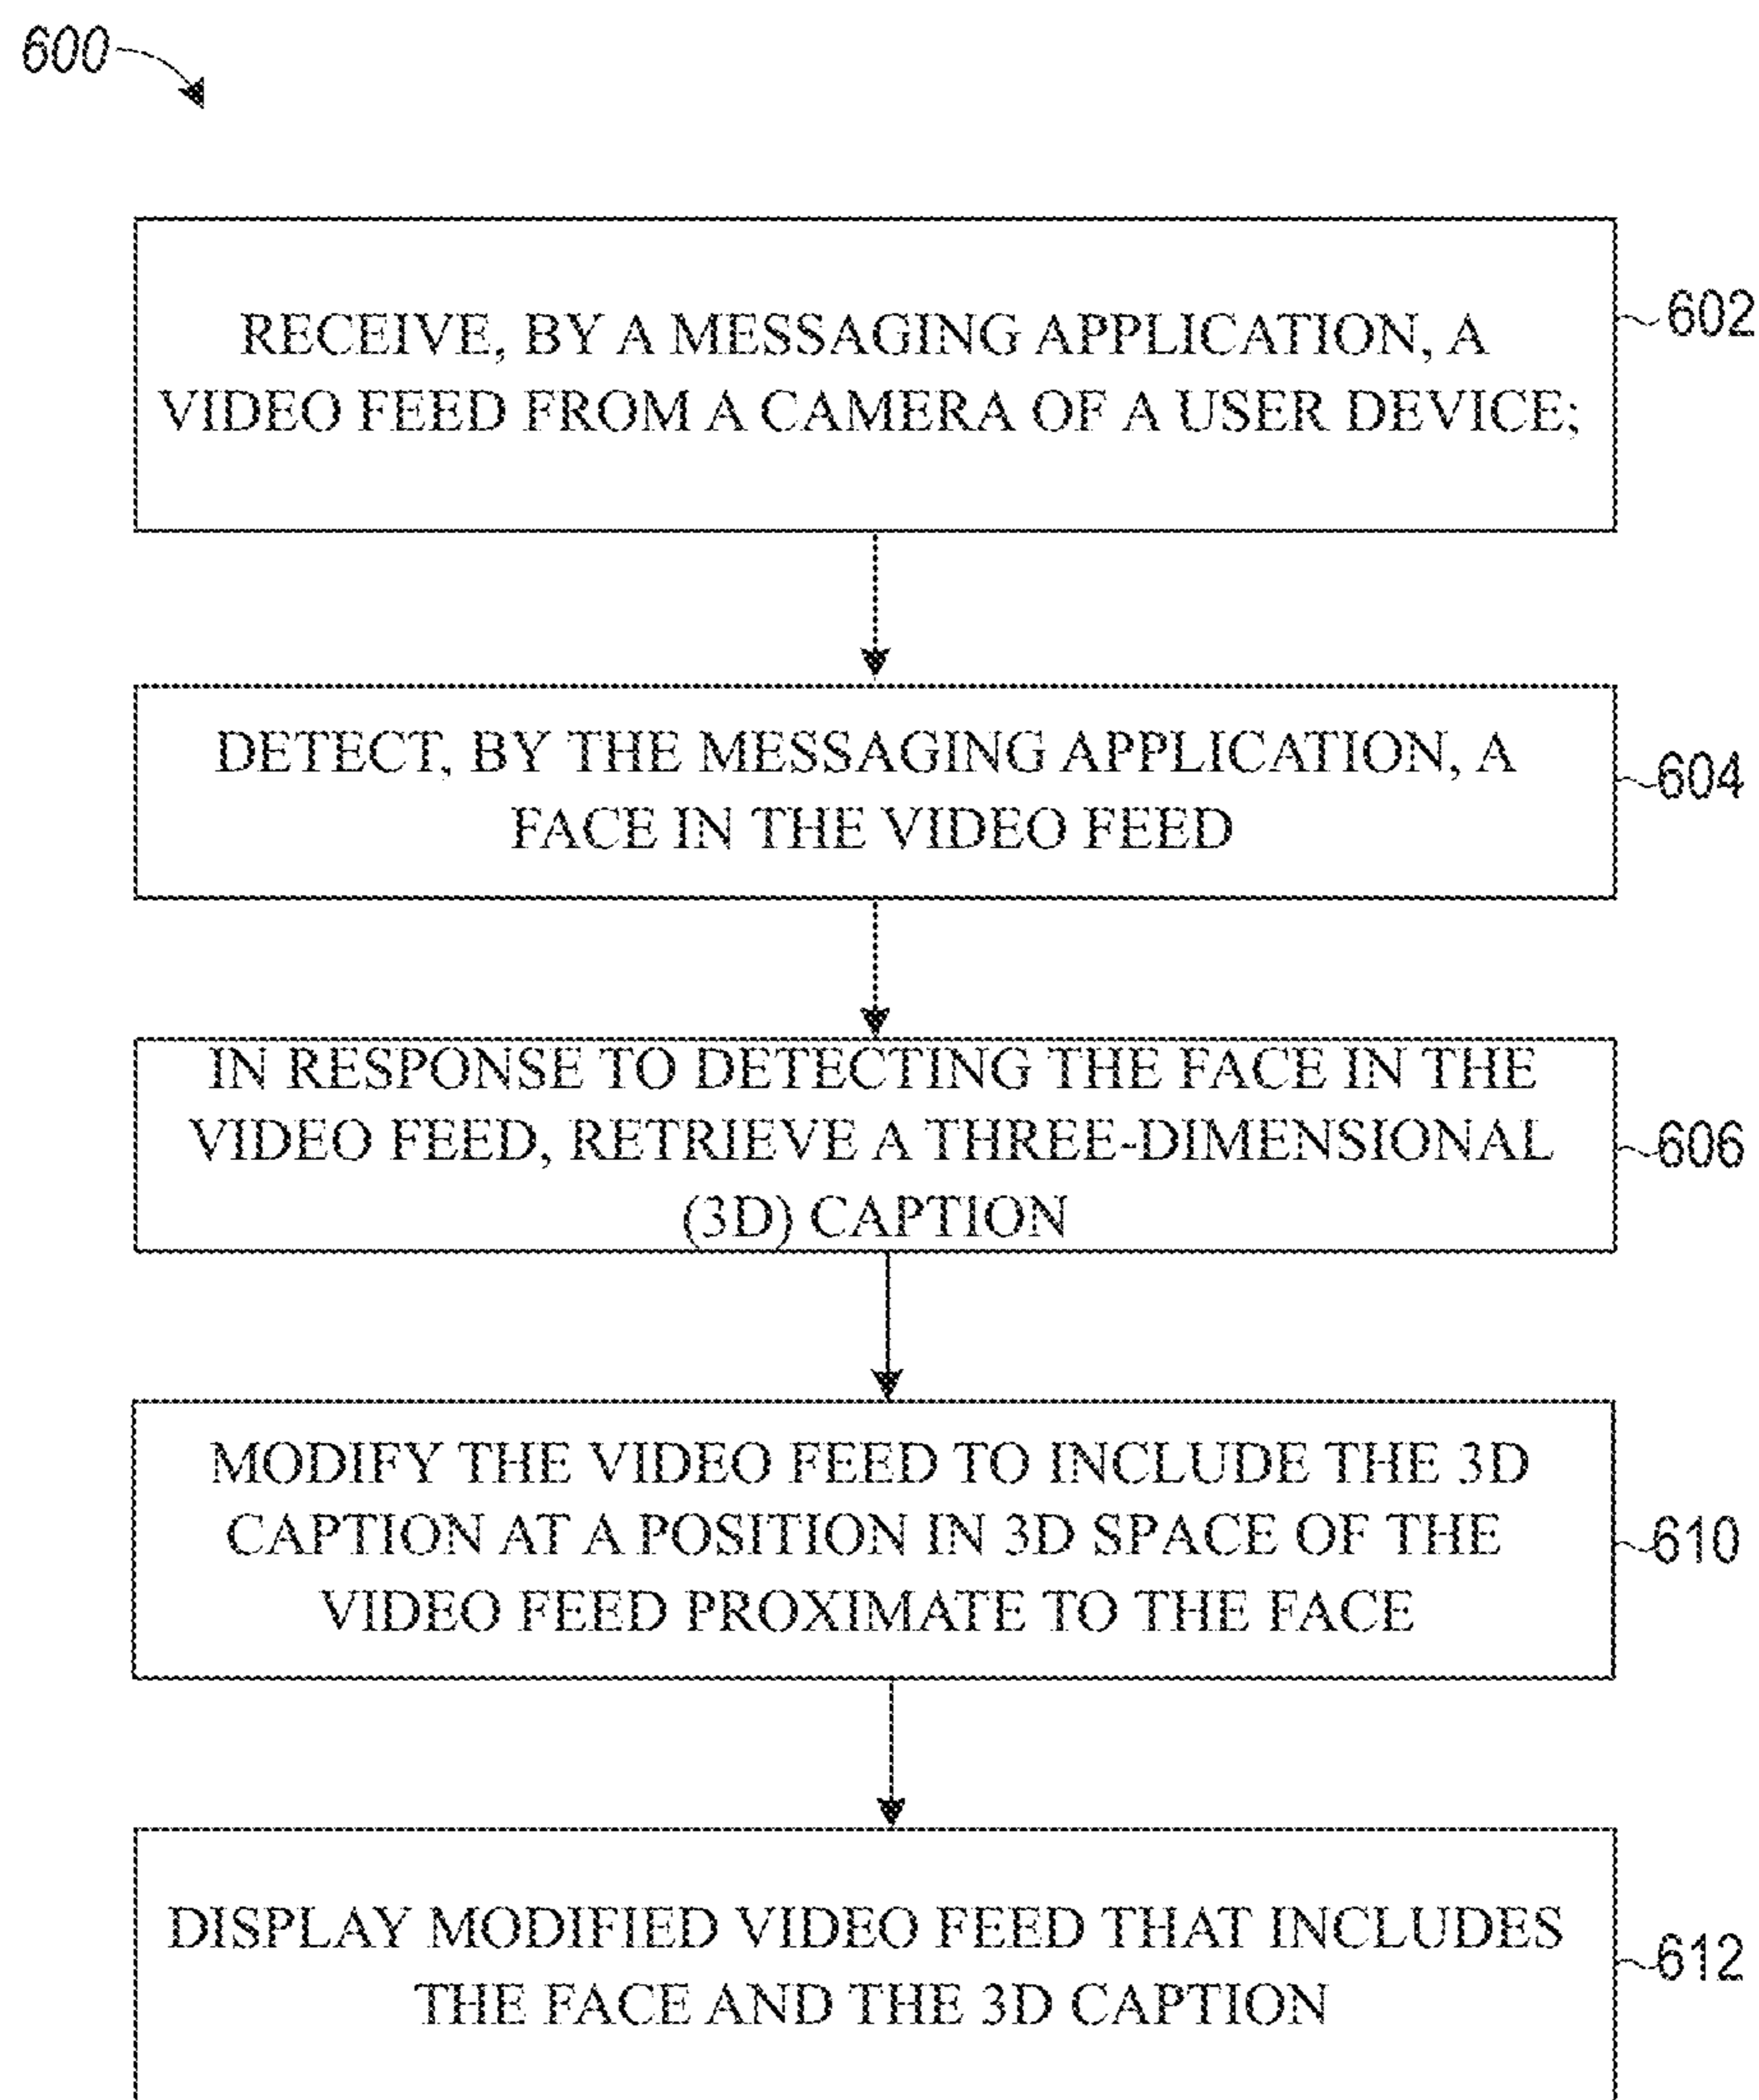 600
RECEIVE, BY A MESSAGING APPLICATION, A
VIDEO FEED FROM A CAMERA OF A USER DEVICE;
602
DETECT, BY THE MESSAGING APPLICATION, A
FACE IN THE VIDEO FEED
604
IN RESPONSE TO DETECTING THE FACE IN THE
VIDEO FEED, RETRIEVE A THREE-DIMENSIONAL
(3D) CAPTION
606
MODIFY THE VIDEO FEED TO INCLUDE THE 3D
CAPTION AT A POSITION IN 3D SPACE OF THE
VIDEO FEED PROXIMATE TO THE FACE
610
DISPLAY MODIFIED VIDEO FEED THAT INCLUDES
THE FACE AND THE 3D CAPTION
612